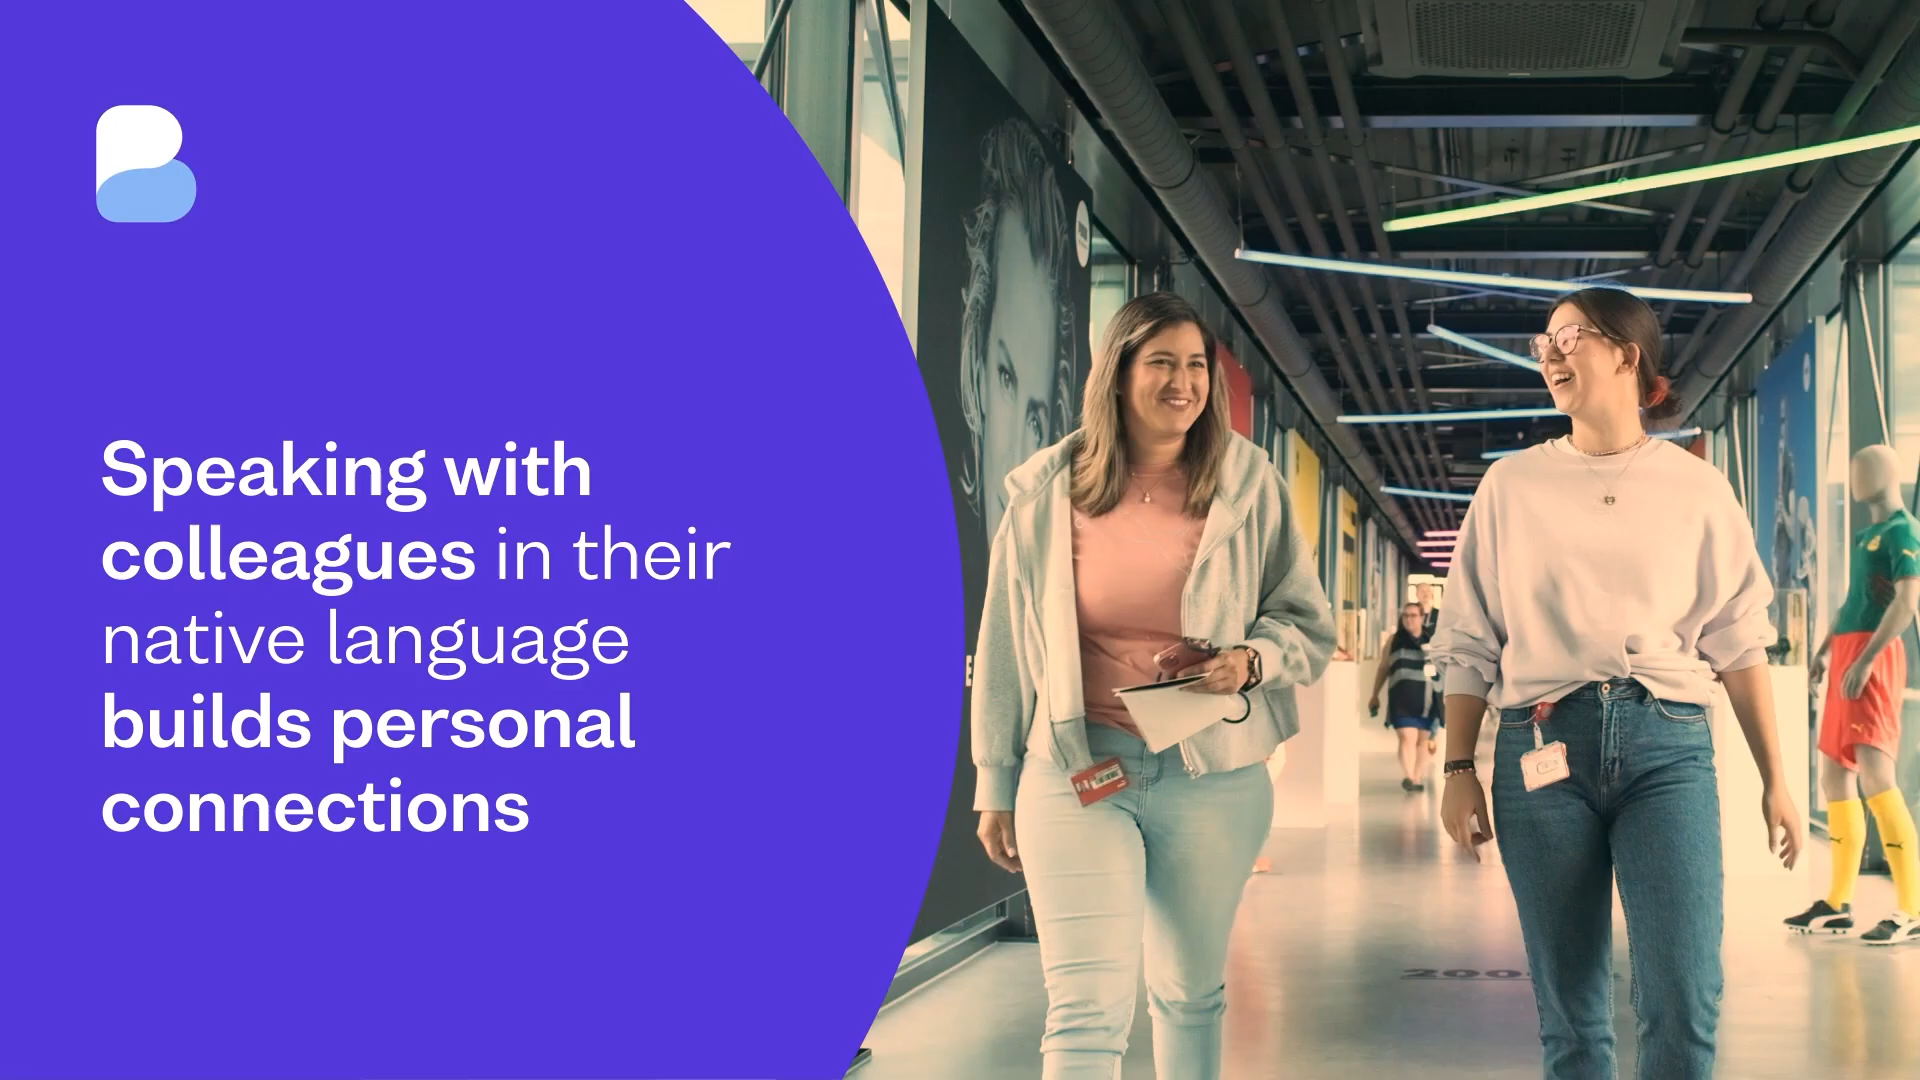 Speaking with
colleagues in their
native language
builds personal
connections